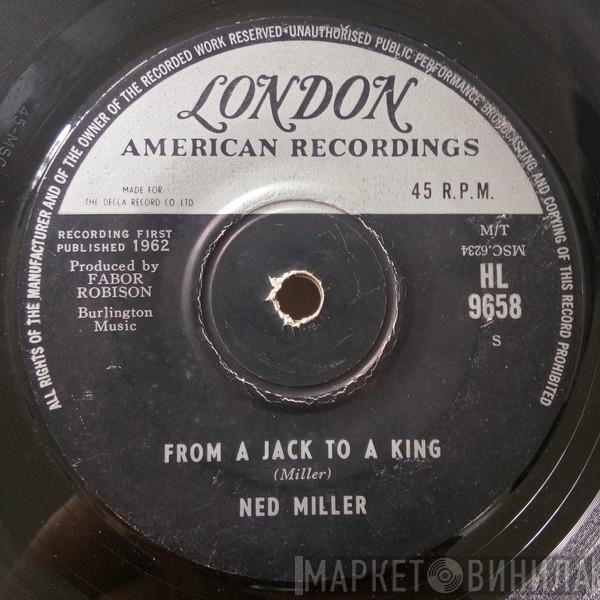 ALL RIGHTS OF THE MANUFACTURER AND OF THE OWNER OF THE RECORDED WORK RESERVED·UNAUTHORISED PUBLIC PERFORMANCE BROADCASTING AND COPYING OF THIS RECORD PROHIBITED
LONDON
AMERICAN RECORDINGS
MADE FOR
THE DECCA RECORD CO LTD
45 R.P.M.
RECORDING FIRST
PUBLISHED 1962
Produced by
FABOR
ROBISON
Burlington
Music
M/T
MSC.6234
HL
9658
S
FROM A JACK TO A KING
(Miller)
NED MILLER
45-MSC
МАРКЕТ ВИНИЛА